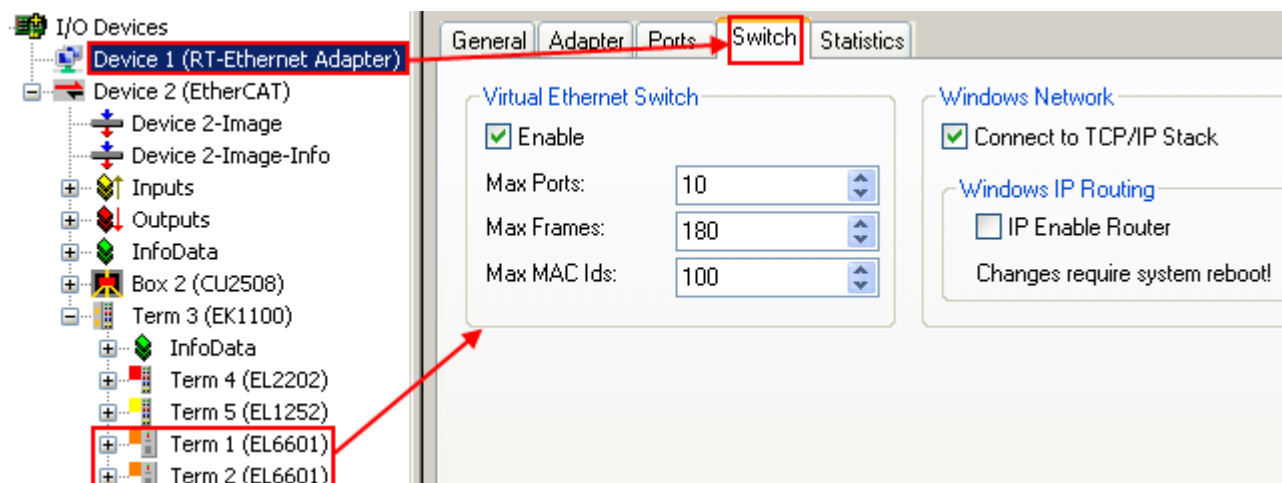 I/O Devices
Device 1 (RT-Ethernet Adapter)
Device 2 (EtherCAT)
Device 2-Image
Device 2-Image-Info
Inputs
Outputs
InfoData
Box 2 (CU2508)
Term 3 (EK1100)
InfoData
Term 4 (EL2202)
Term 5 (EL1252)
Term 1 (EL6601)
Term 2 (EL6601)
General Adapter Ports Switch Statistics
Virtual Ethernet Switch
Enable
Max Ports: 10
Max Frames: 180
Max MAC Ids: 100
Windows Network
Connect to TCP/IP Stack
Windows IP Routing
IP Enable Router
Changes require system reboot!